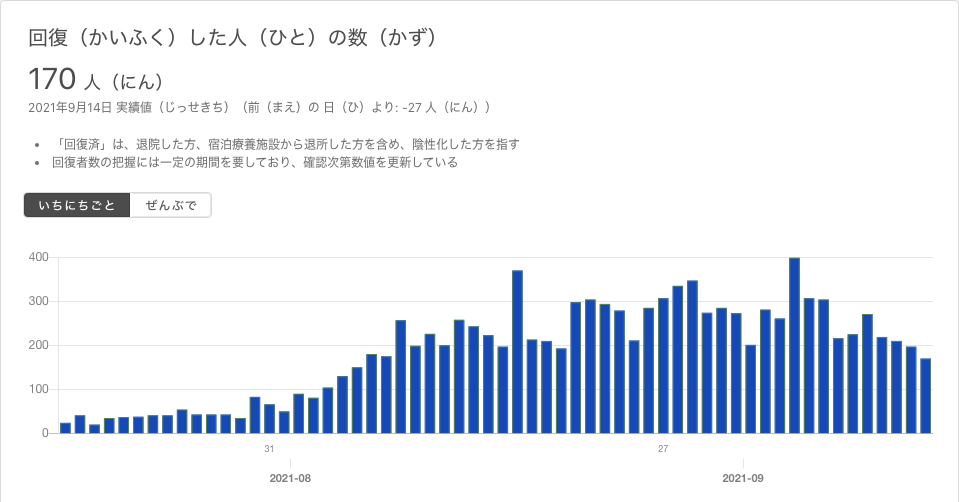 回復（かいふく）した人（ひと）の数（かず）
170 人（にん）
2021年9月14日 実績値（じっせきち）（前（まえ）の 日（ひ）より: -27 人（にん））
• 「回復済」は、退院した方、宿泊療養施設から退所した方を含め、陰性化した方を指す
• 回復者数の把握には一定の期間を要しており、確認次第数値を更新している
いちにちごと ぜんぶで
400
300
200
100
0
31 27
2021-08 2021-09